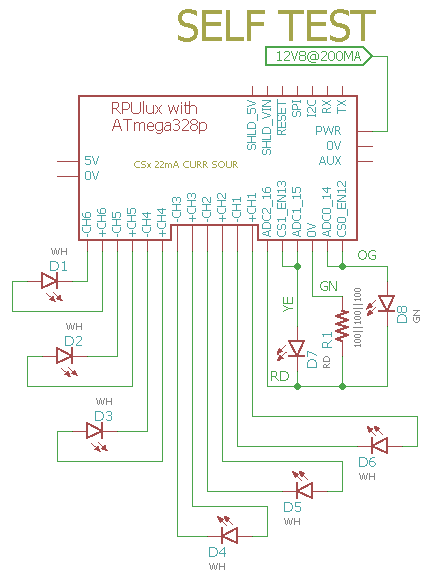 SELF TEST
12V8@200MA
RPUlux with
ATmega328p
CSx 22mA CURR SOUR
SHLD_5V
SHLD_VIN
RESET
SPI
I2C
RX
TX
PWR
0V
AUX
5V
0V
-CH6
+CH6
-CH5
+CH5
-CH4
+CH4
-CH3
+CH3
-CH2
+CH2
-CH1
+CH1
ADC2_16
CS1_EN13
ADC1_15
0V
ADC0_14
CS0_EN12
OG
GN
YE
RD
WH
D1
WH
D2
WH
D3
D4
WH
D5
WH
D6
WH
D7
RD
R1
100||100||100
D8
GN